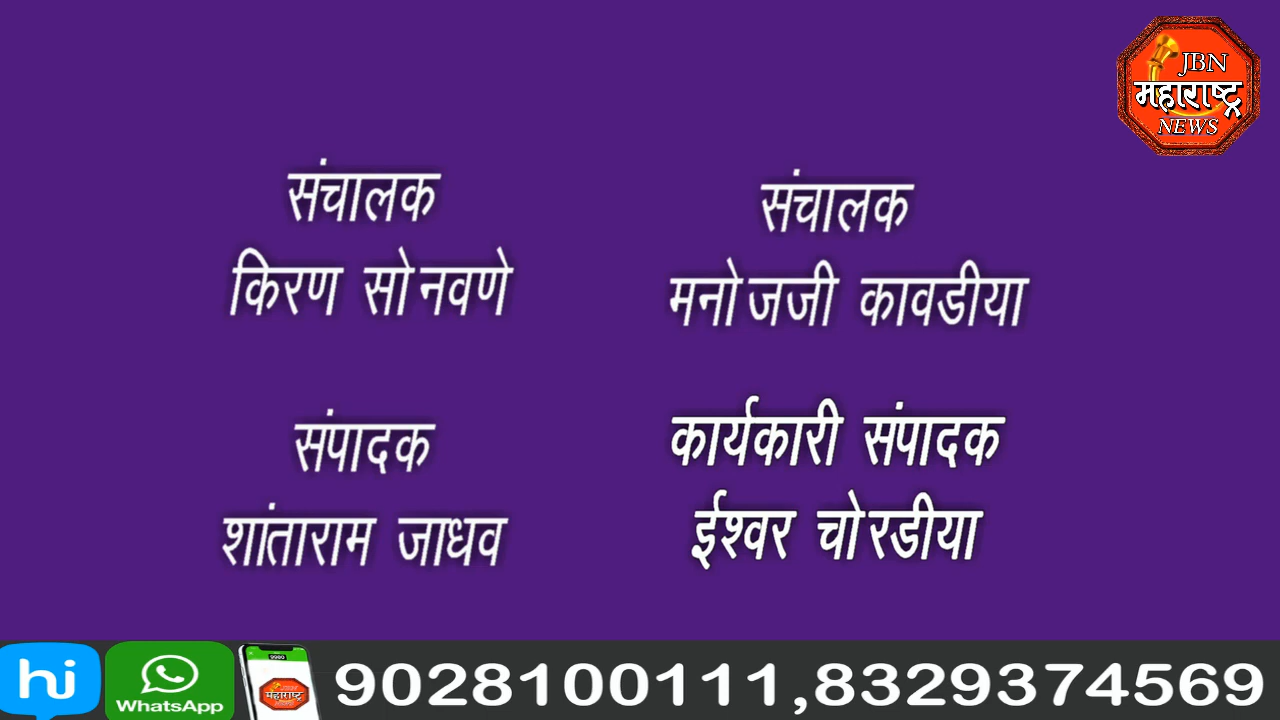 JBN
महाराष्ट्र
NEWS
संचालक
किरण सोनवणे
संचालक
मनोजजी कावडीया
संपादक
शांताराम जाधव
कार्यकारी संपादक
ईश्वर चोरडीया
hi
WhatsApp
महाराष्ट्र
9028100111,8329374569